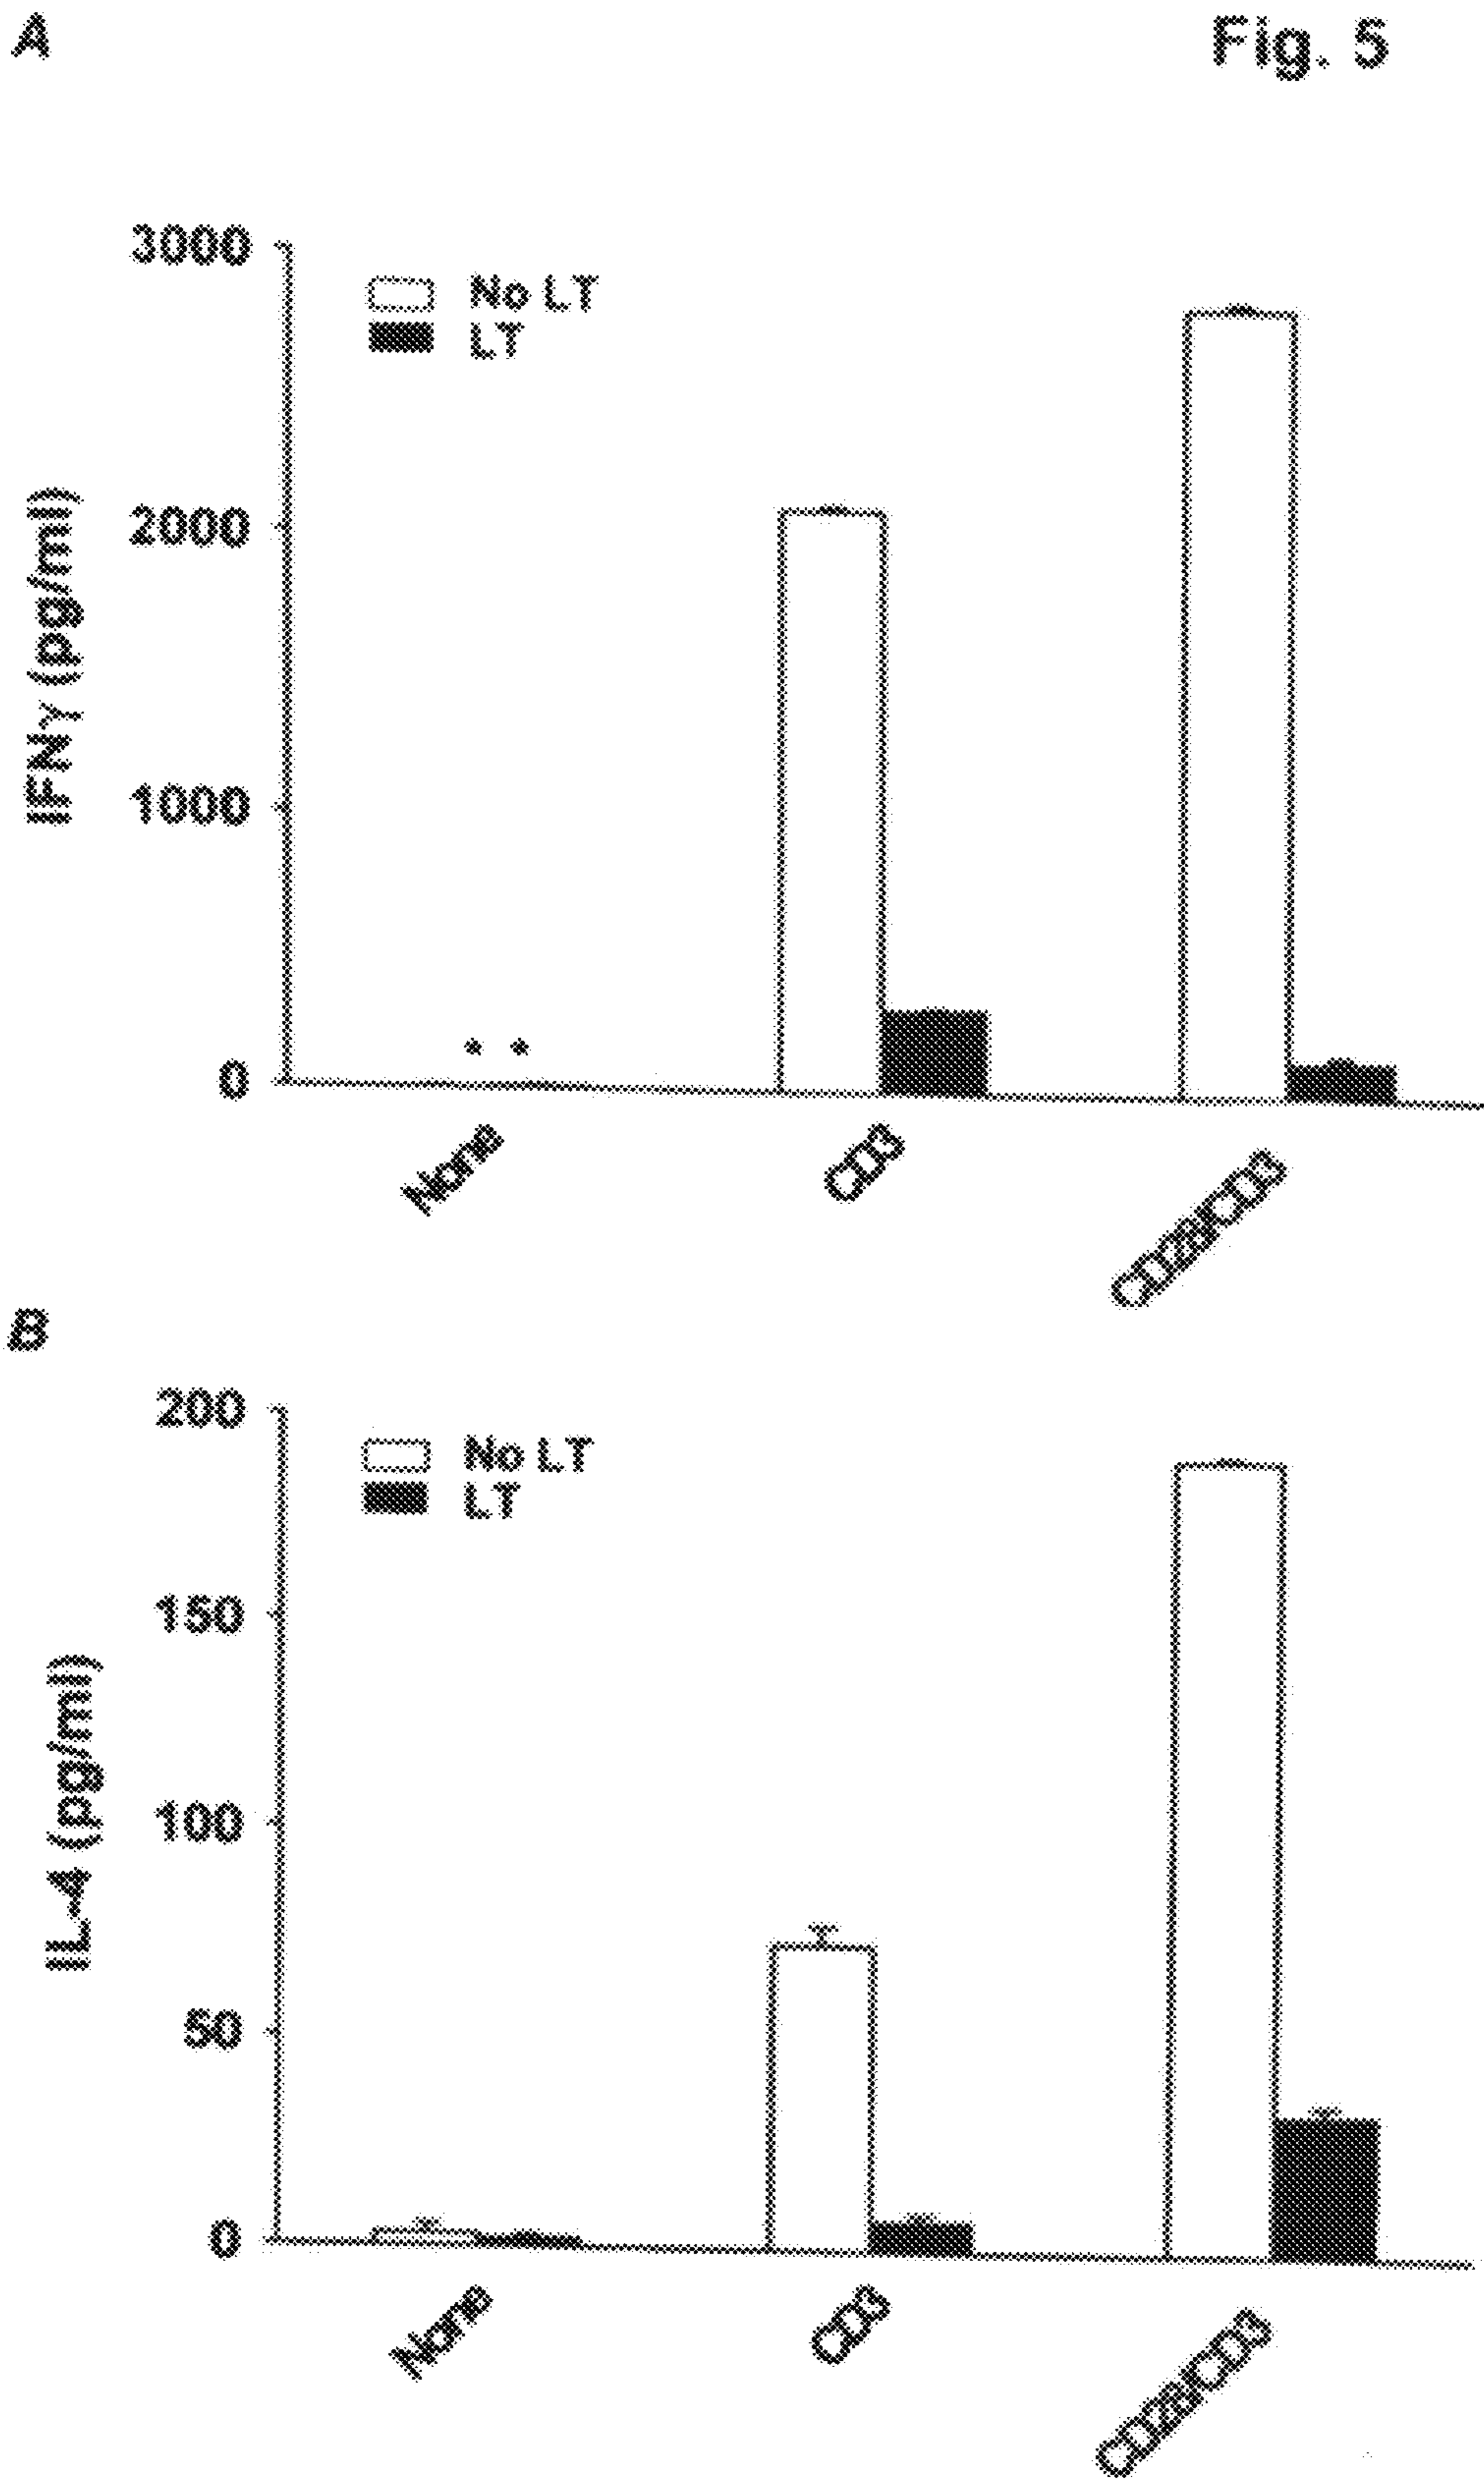 A
Fig. 5
3000
No LT
LT
2000
IFNγ (pg/ml)
1000
* *
0
None
CD3
CD28/CD3
B
200
No LT
LT
150
IL-4 (pg/ml)
100
50
0
None
CD3
CD28/CD3